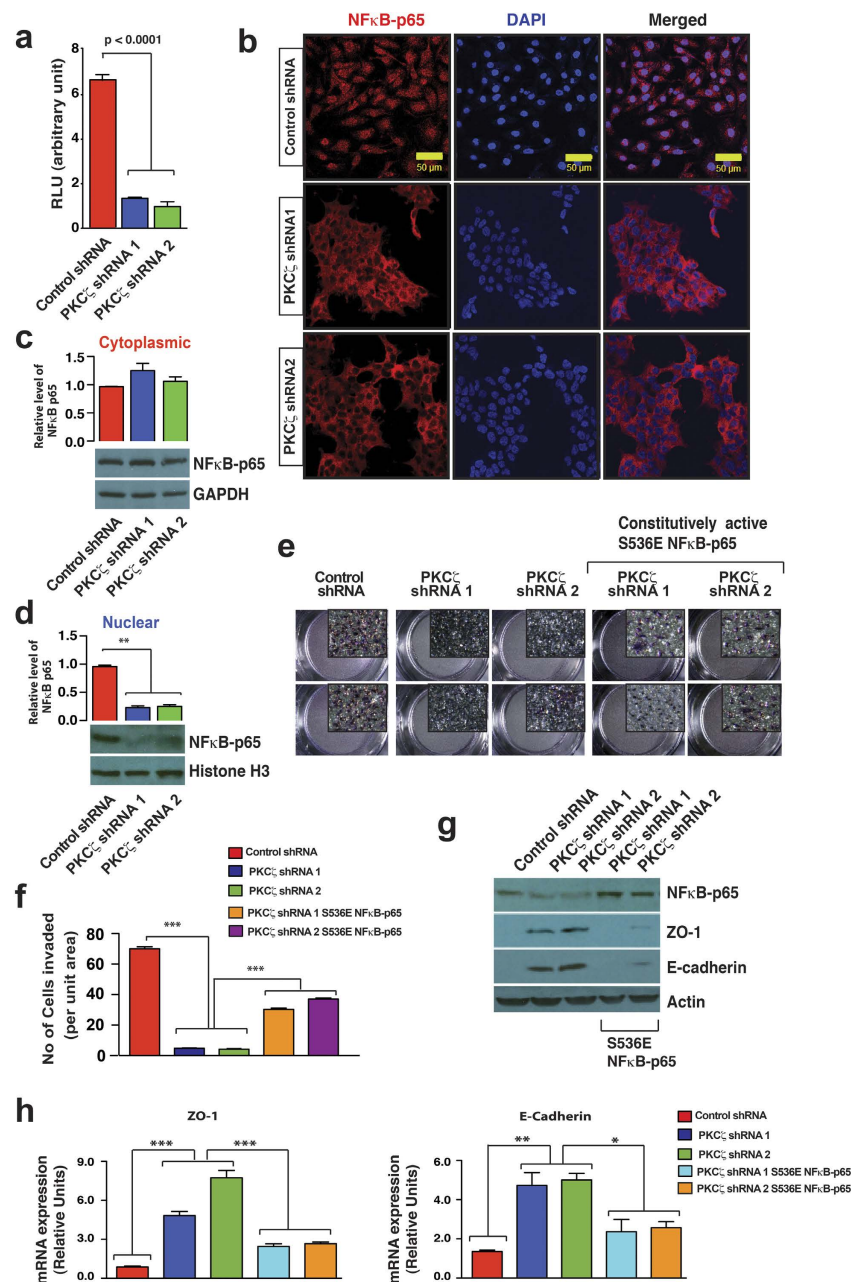 a
p < 0.0001
8
6
4
2
0
RLU (arbitrary unit)
Control shRNA
PKCζ shRNA 1
PKCζ shRNA 2
b
NFκB-p65
DAPI
Merged
Control shRNA
50 µm
50 µm
50 µm
PKCζ shRNA1
PKCζ shRNA2
c
Cytoplasmic
1.5
1.0
0.5
0.0
Relative level of
NFκB p65
NFκB-p65
GAPDH
Control shRNA
PKCζ shRNA 1
PKCζ shRNA 2
d
Nuclear
1.5
1.0
0.5
0.0
**
Relative level of
NFκB p65
NFκB-p65
Histone H3
Control shRNA
PKCζ shRNA 1
PKCζ shRNA 2
e
Constitutively active
S536E NFκB-p65
Control
shRNA
PKCζ
shRNA 1
PKCζ
shRNA 2
PKCζ
shRNA 1
PKCζ
shRNA 2
f
Control shRNA
PKCζ shRNA 1
PKCζ shRNA 2
PKCζ shRNA 1 S536E NFκB-p65
PKCζ shRNA 2 S536E NFκB-p65
80
60
40
20
0
***
***
No of Cells invaded
(per unit area)
g
Control shRNA
PKCζ shRNA 1
PKCζ shRNA 2
PKCζ shRNA 1
PKCζ shRNA 2
NFκB-p65
ZO-1
E-cadherin
Actin
S536E
NFκB-p65
h
ZO-1
9.0
6.0
3.0
0.0
***
***
mRNA expression
(Relative Units)
E-Cadherin
6.0
4.0
2.0
0.0
**
*
mRNA expression
(Relative Units)
Control shRNA
PKCζ shRNA 1
PKCζ shRNA 2
PKCζ shRNA 1 S536E NFκB-p65
PKCζ shRNA 2 S536E NFκB-p65